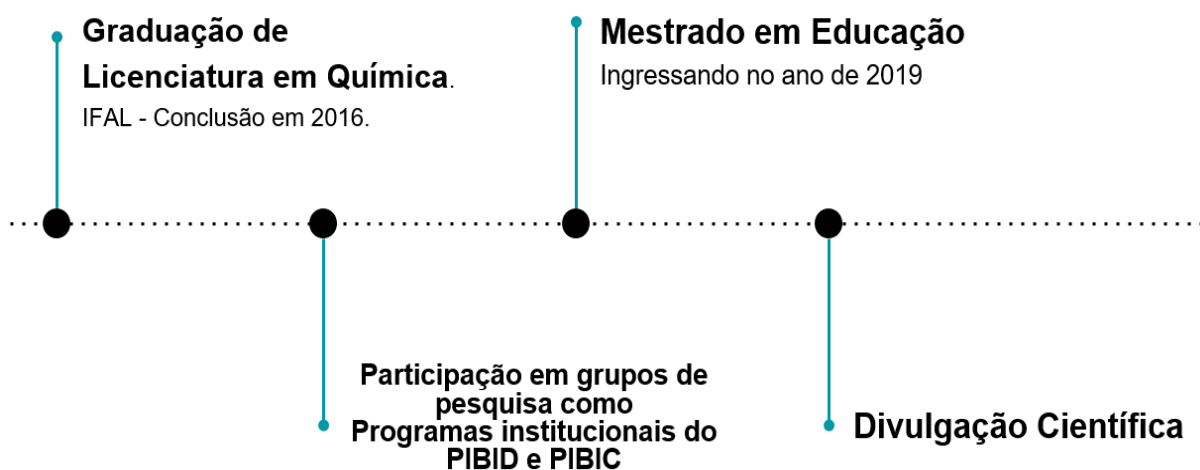 Graduação de
Licenciatura em Química.
IFAL - Conclusão em 2016.
Participação em grupos de
pesquisa como
Programas institucionais do
PIBID e PIBIC
Mestrado em Educação
Ingressando no ano de 2019
Divulgação Científica